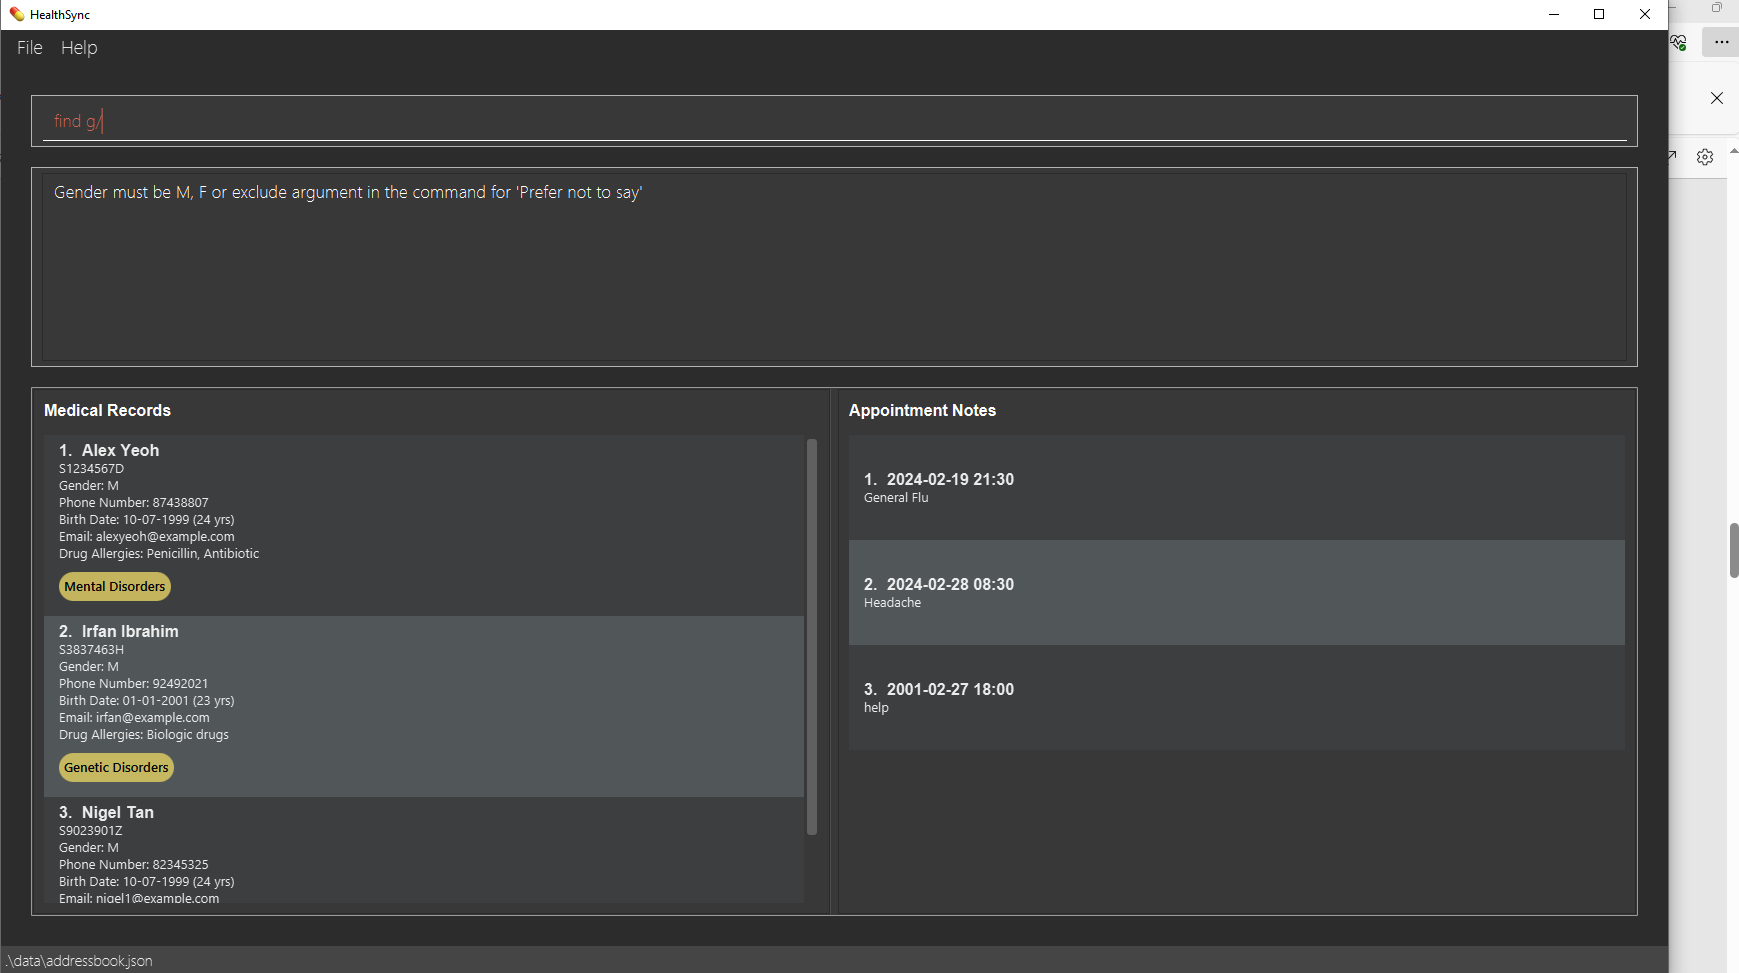 HealthSync
File Help
find g/
Gender must be M, F or exclude argument in the command for 'Prefer not to say'
Medical Records
1. Alex Yeoh
S1234567D
Gender: M
Phone Number: 87438807
Birth Date: 10-07-1999 (24 yrs)
Email: alexyeoh@example.com
Drug Allergies: Penicillin, Antibiotic
Mental Disorders
2. Irfan Ibrahim
S3837463H
Gender: M
Phone Number: 92492021
Birth Date: 01-01-2001 (23 yrs)
Email: irfan@example.com
Drug Allergies: Biologic drugs
Genetic Disorders
3. Nigel Tan
S9023901Z
Gender: M
Phone Number: 82345325
Birth Date: 10-07-1999 (24 yrs)
Email: nigel1@example.com
Appointment Notes
1. 2024-02-19 21:30
General Flu
2. 2024-02-28 08:30
Headache
3. 2001-02-27 18:00
help
.\data\addressbook.json